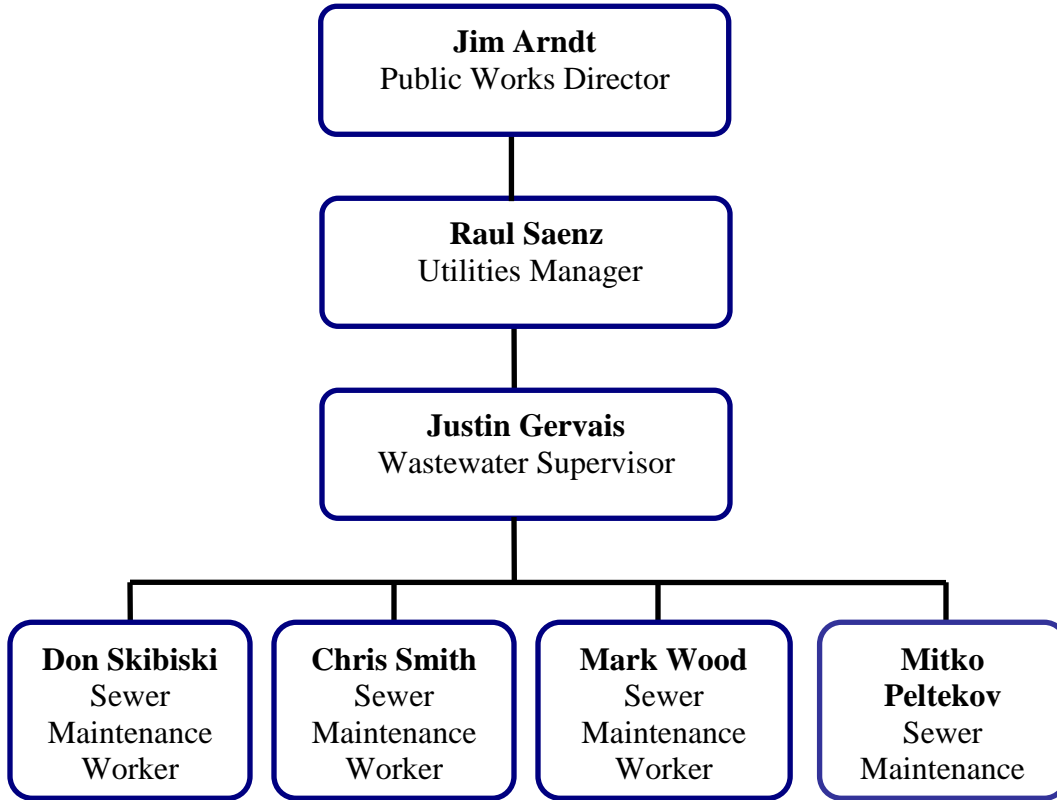 Jim Arndt
Public Works Director
Raul Saenz
Utilities Manager
Justin Gervais
Wastewater Supervisor
Don Skibiski
Sewer
Maintenance
Worker
Chris Smith
Sewer
Maintenance
Worker
Mark Wood
Sewer
Maintenance
Worker
Mitko
Peltekov
Sewer
Maintenance